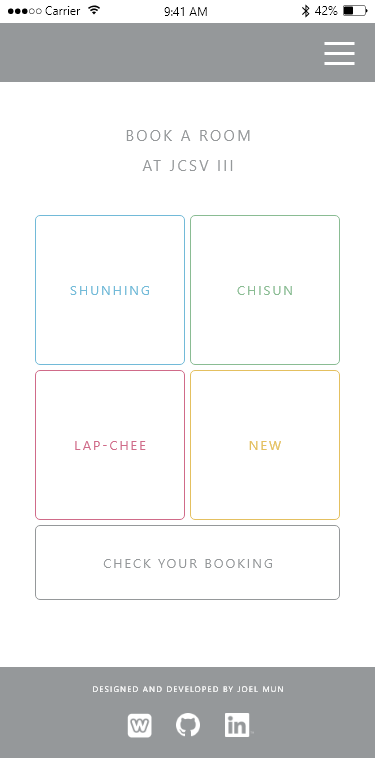 Carrier 9:41 AM 42%
BOOK A ROOM
AT JCSV III
SHUNHING CHISUN
LAP-CHEE NEW
CHECK YOUR BOOKING
DESIGNED AND DEVELOPED BY JOEL MUN
W in